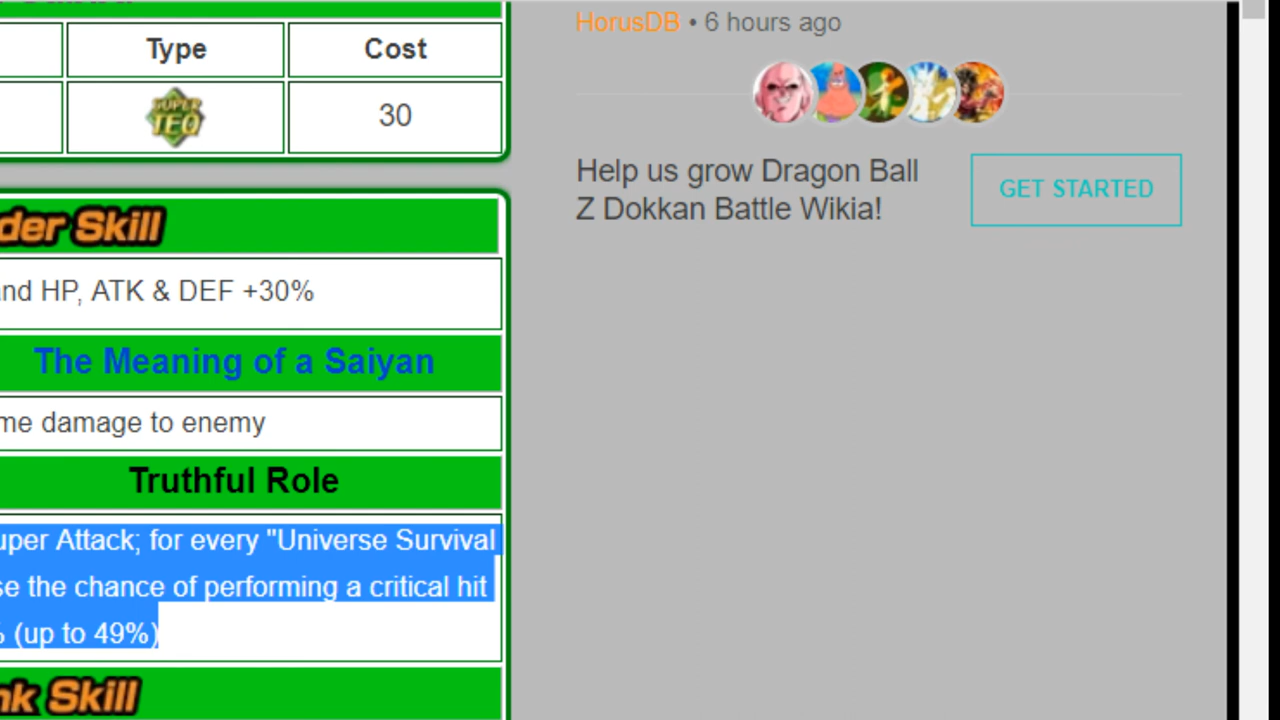 HorusDB • 6 hours ago
Type
Cost
SUPER
TEQ
30
Help us grow Dragon Ball
Z Dokkan Battle Wikia!
GET STARTED
der Skill
and HP, ATK & DEF +30%
The Meaning of a Saiyan
me damage to enemy
Truthful Role
uper Attack; for every "Universe Survival
se the chance of performing a critical hit
% (up to 49%)
nk Skill